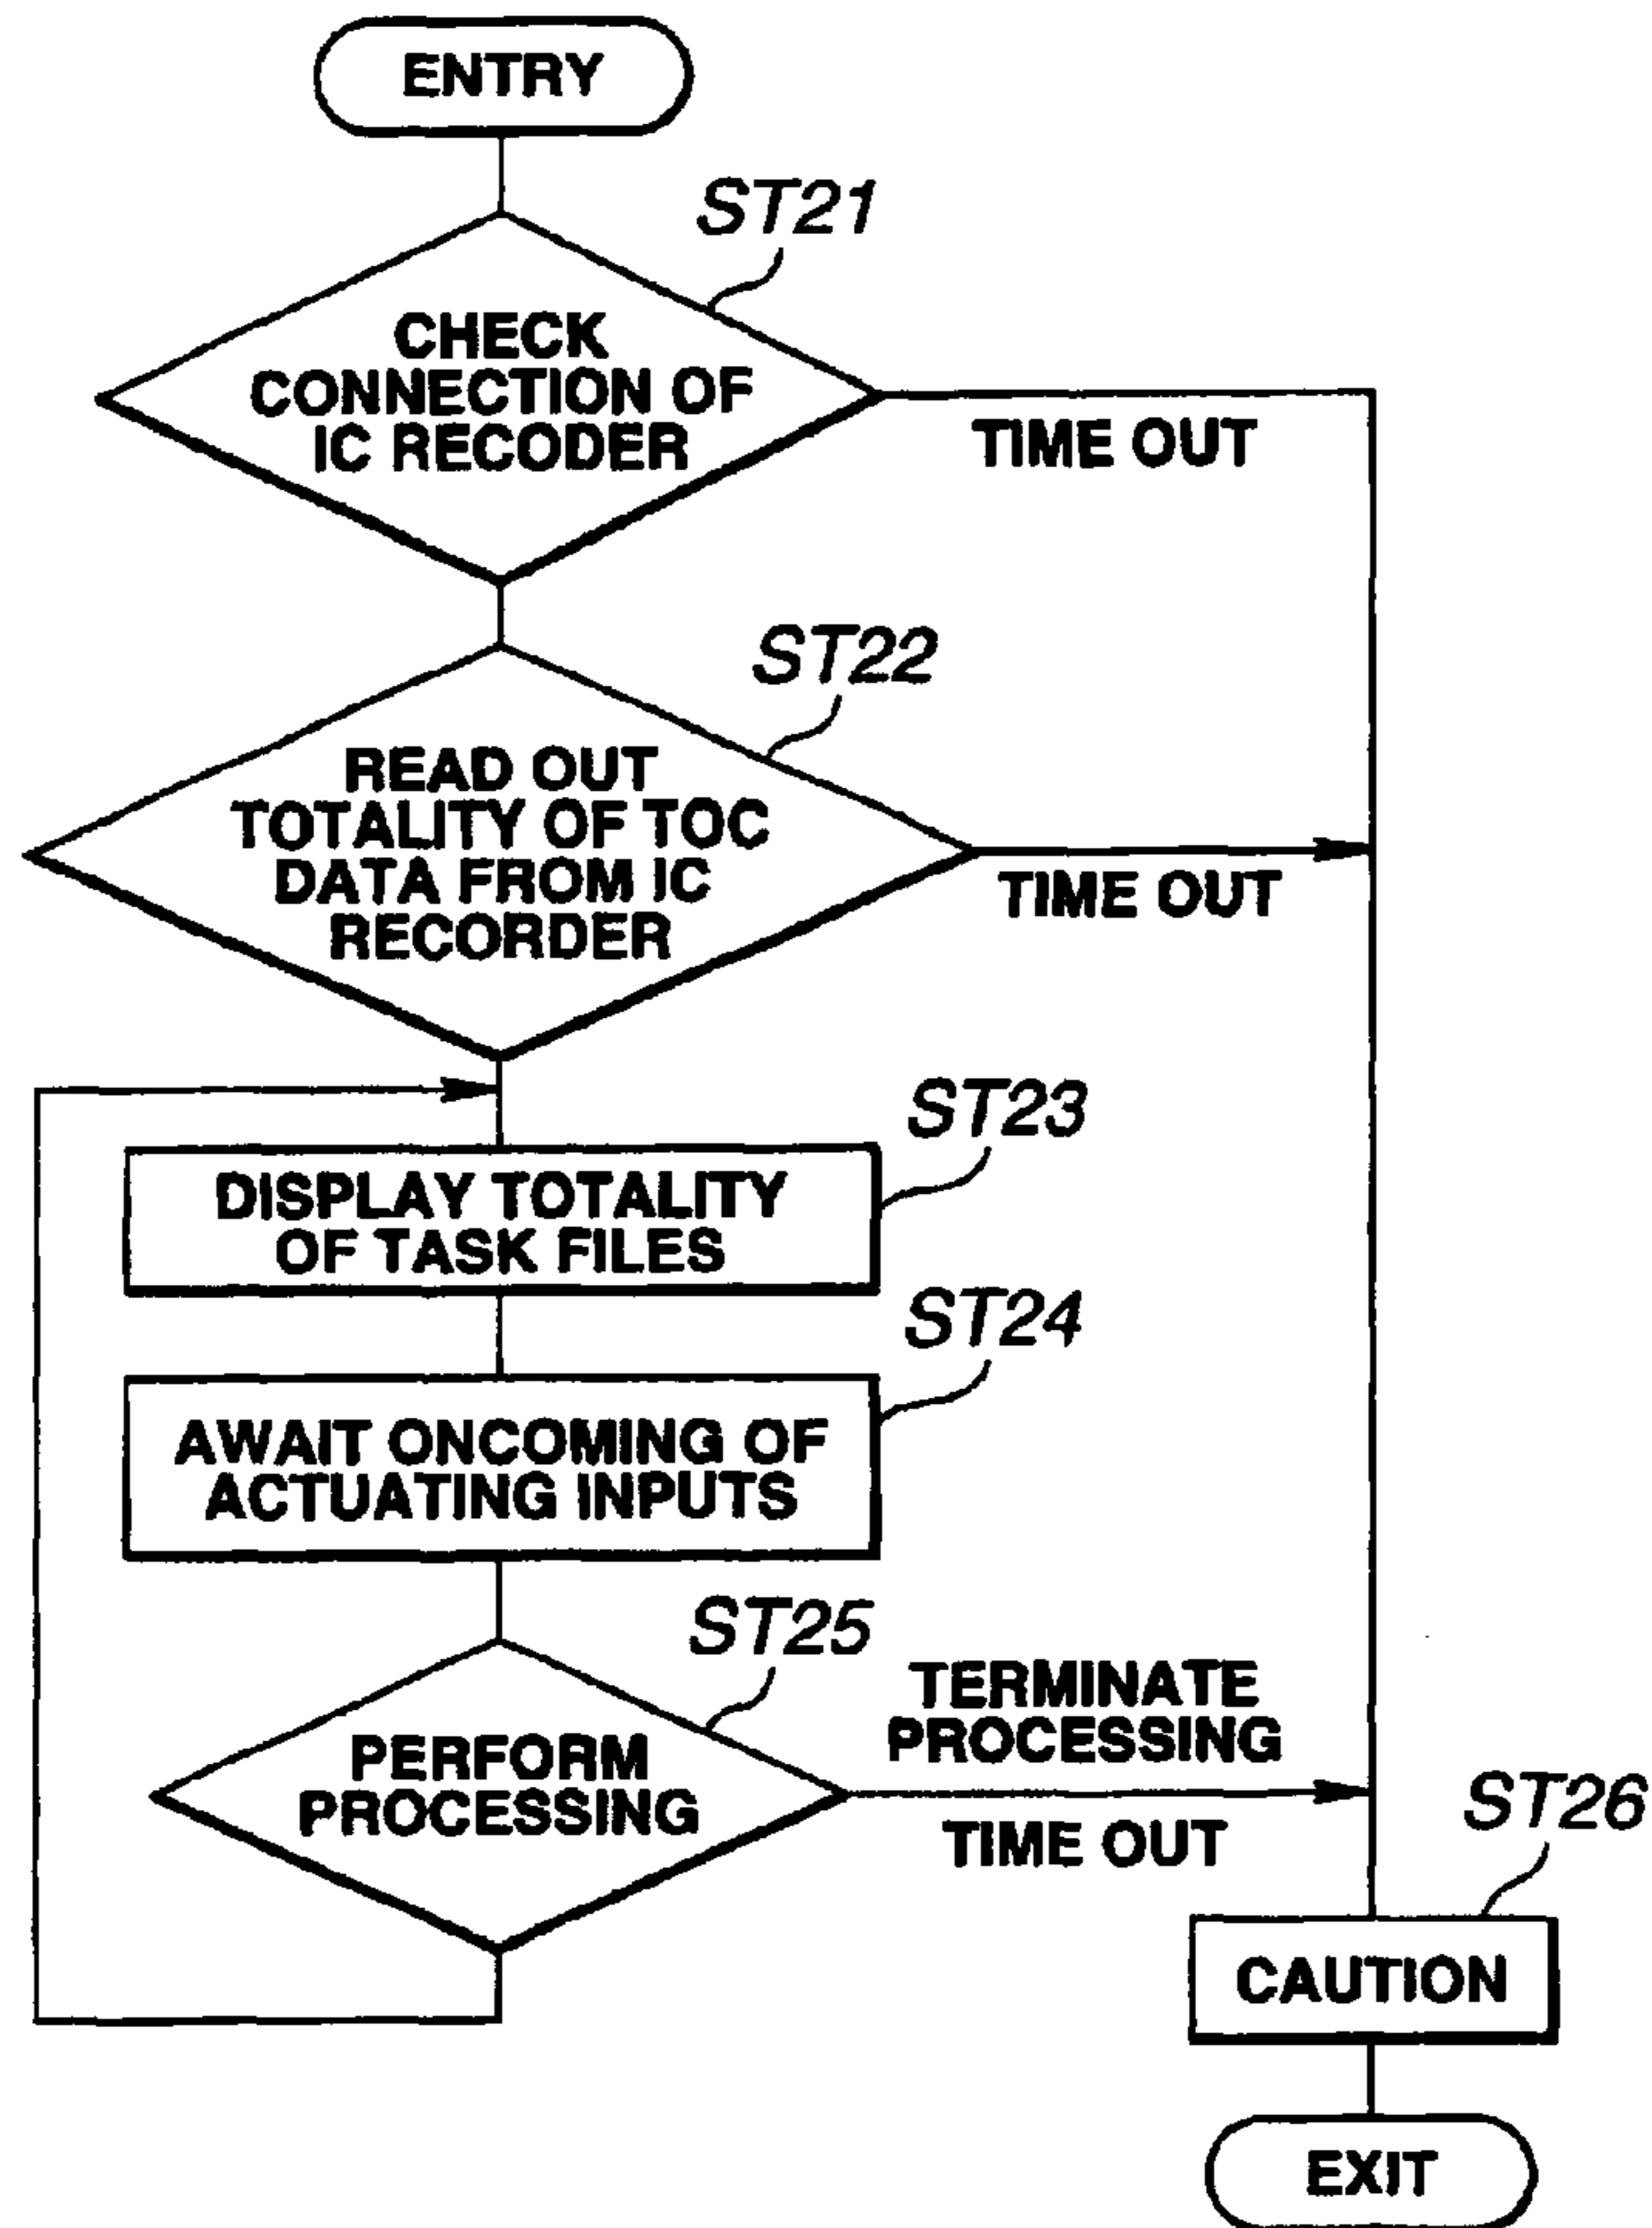 ENTRY
ST21
CHECK
CONNECTION OF
IC RECODER
TIME OUT
ST22
READ OUT
TOTALITY OF TOC
DATA FROM IC
RECORDER
TIME OUT
ST23
DISPLAY TOTALITY
OF TASK FILES
ST24
AWAIT ONCOMING OF
ACTUATING INPUTS
ST25
PERFORM
PROCESSING
TERMINATE
PROCESSING
TIME OUT
ST26
CAUTION
EXIT